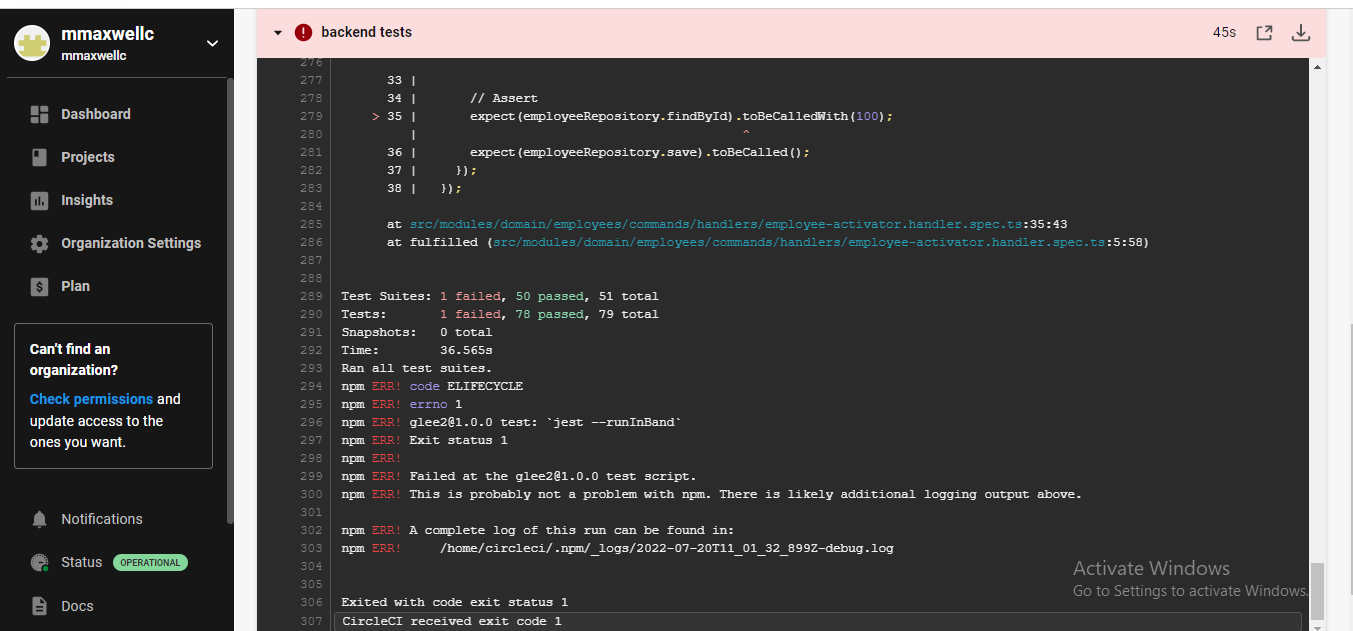 mmaxwellc
mmaxwellc
Dashboard
Projects
Insights
Organization Settings
$ Plan
Can't find an
organization?
Check permissions and
update access to the
ones you want.
Notifications
Status OPERATIONAL
Docs
! backend tests 45s
276
277 33 |
278 34 | // Assert
279 > 35 | expect(employeeRepository.findById).toBeCalledWith(100);
280 | ^
281 36 | expect(employeeRepository.save).toBeCalled();
282 37 | });
283 38 | });
284
285 at src/modules/domain/employees/commands/handlers/employee-activator.handler.spec.ts:35:43
286 at fulfilled (src/modules/domain/employees/commands/handlers/employee-activator.handler.spec.ts:5:58)
287
288
289 Test Suites: 1 failed, 50 passed, 51 total
290 Tests: 1 failed, 78 passed, 79 total
291 Snapshots: 0 total
292 Time: 36.565s
293 Ran all test suites.
294 npm ERR! code ELIFECYCLE
295 npm ERR! errno 1
296 npm ERR! glee2@1.0.0 test: `jest --runInBand`
297 npm ERR! Exit status 1
298 npm ERR!
299 npm ERR! Failed at the glee2@1.0.0 test script.
300 npm ERR! This is probably not a problem with npm. There is likely additional logging output above.
301
302 npm ERR! A complete log of this run can be found in:
303 npm ERR! /home/circleci/.npm/_logs/2022-07-20T11_01_32_899Z-debug.log
304
305
306 Exited with code exit status 1
307 CircleCI received exit code 1
Activate Windows
Go to Settings to activate Windows.